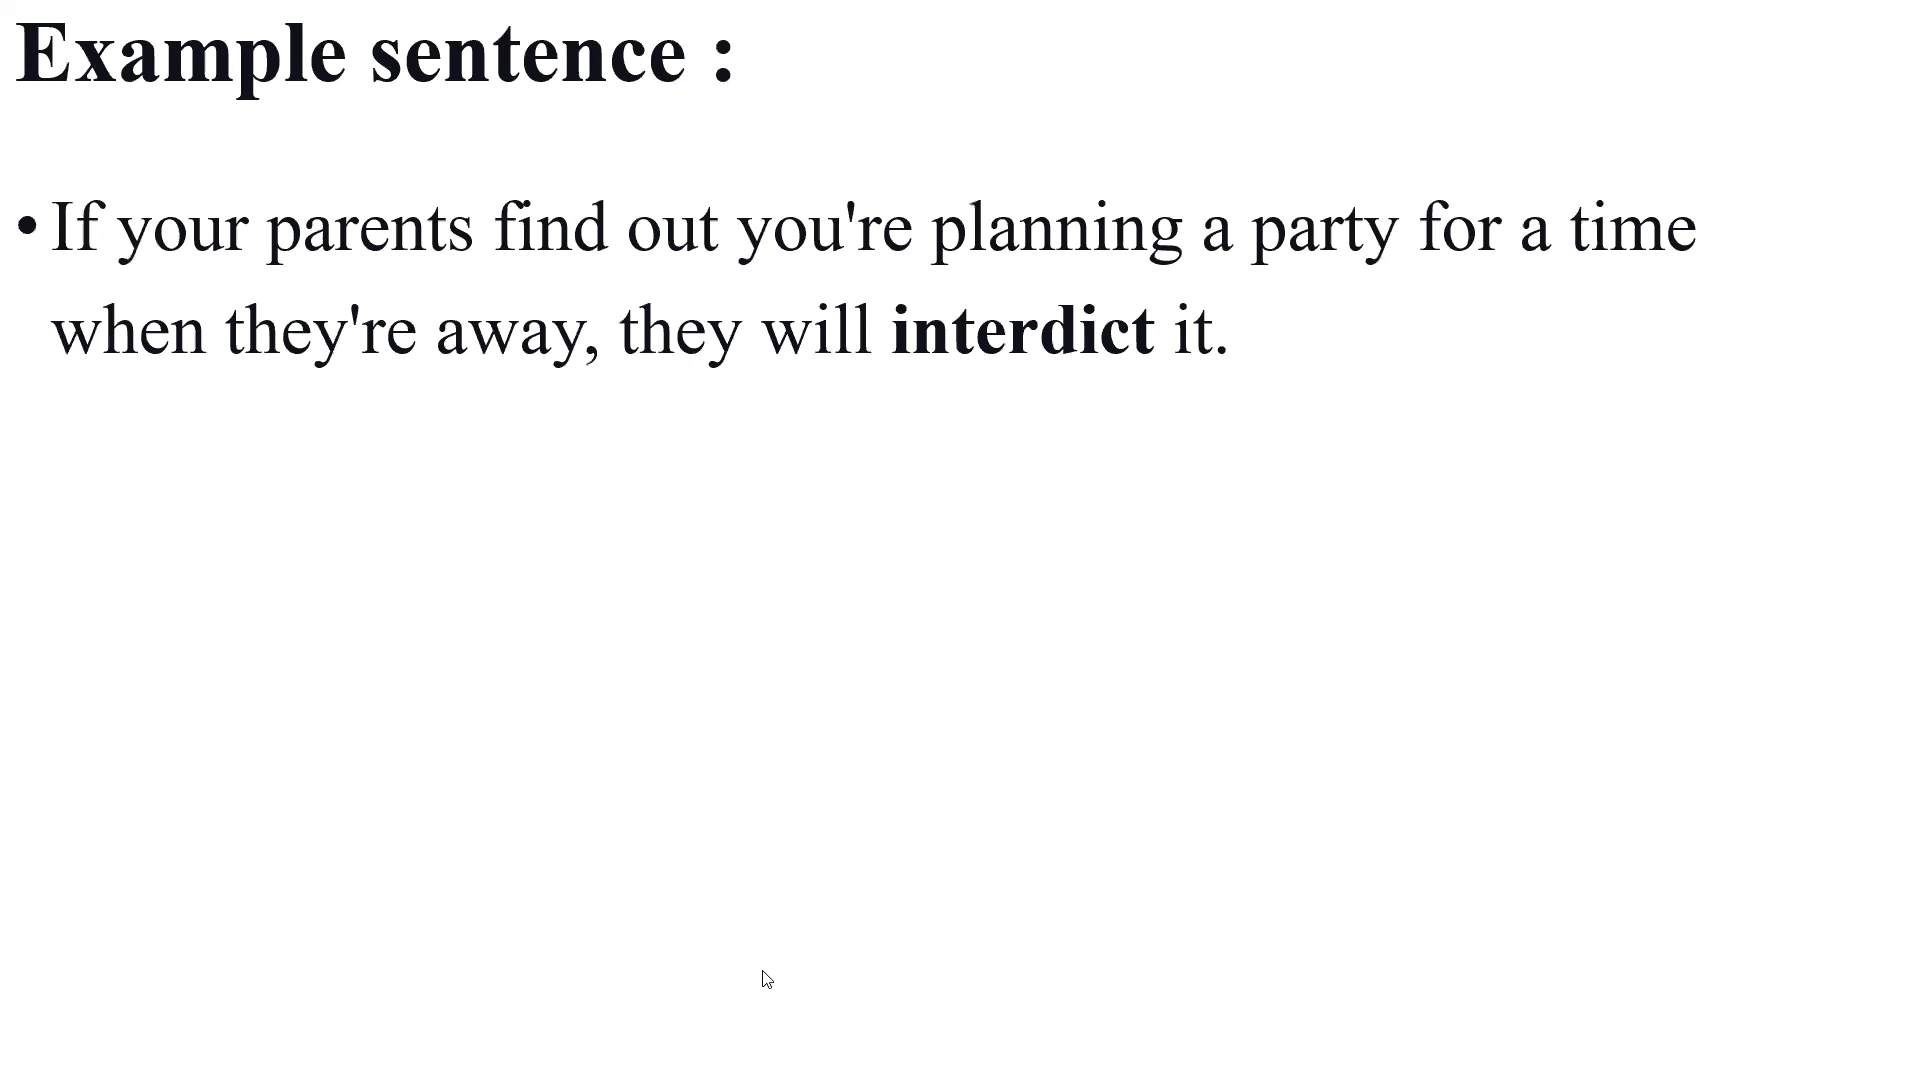 Example sentence :
• If your parents find out you're planning a party for a time
when they're away, they will interdict it.